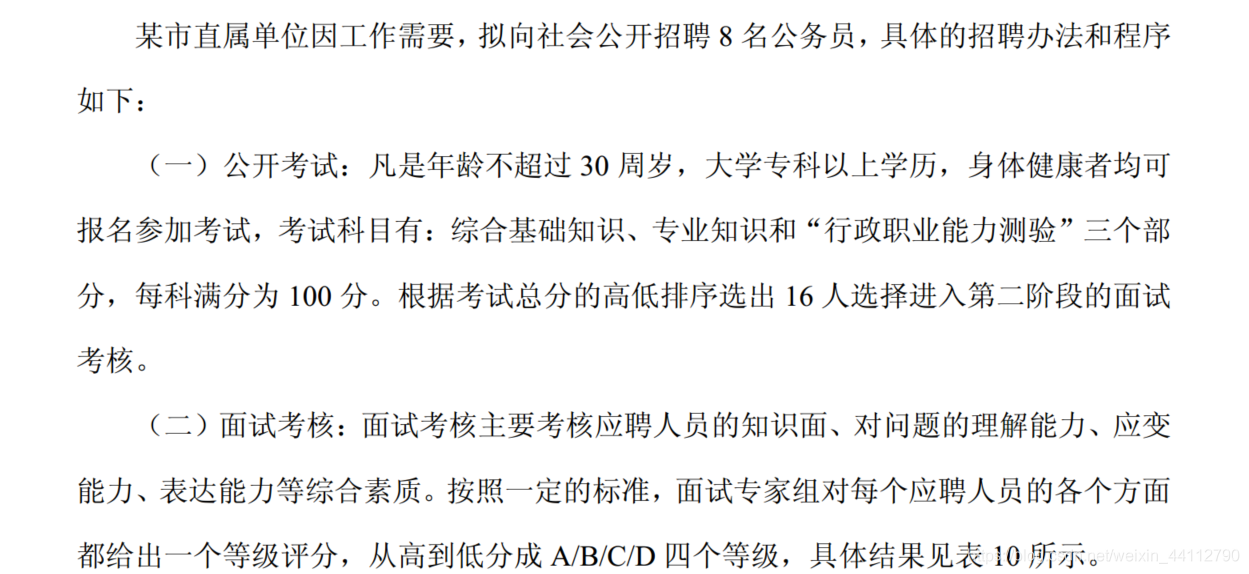 某市直属单位因工作需要，拟向社会公开招聘 8 名公务员，具体的招聘办法和程序
如下：
（一）公开考试：凡是年龄不超过 30 周岁，大学专科以上学历，身体健康者均可
报名参加考试，考试科目有：综合基础知识、专业知识和“行政职业能力测验”三个部
分，每科满分为 100 分。根据考试总分的高低排序选出 16 人选择进入第二阶段的面试
考核。
（二）面试考核：面试考核主要考核应聘人员的知识面、对问题的理解能力、应变
能力、表达能力等综合素质。按照一定的标准，面试专家组对每个应聘人员的各个方面
都给出一个等级评分，从高到低分成 A/B/C/D 四个等级，具体结果见表 10 所示。
https://blog.csdn.net/weixin_44112790